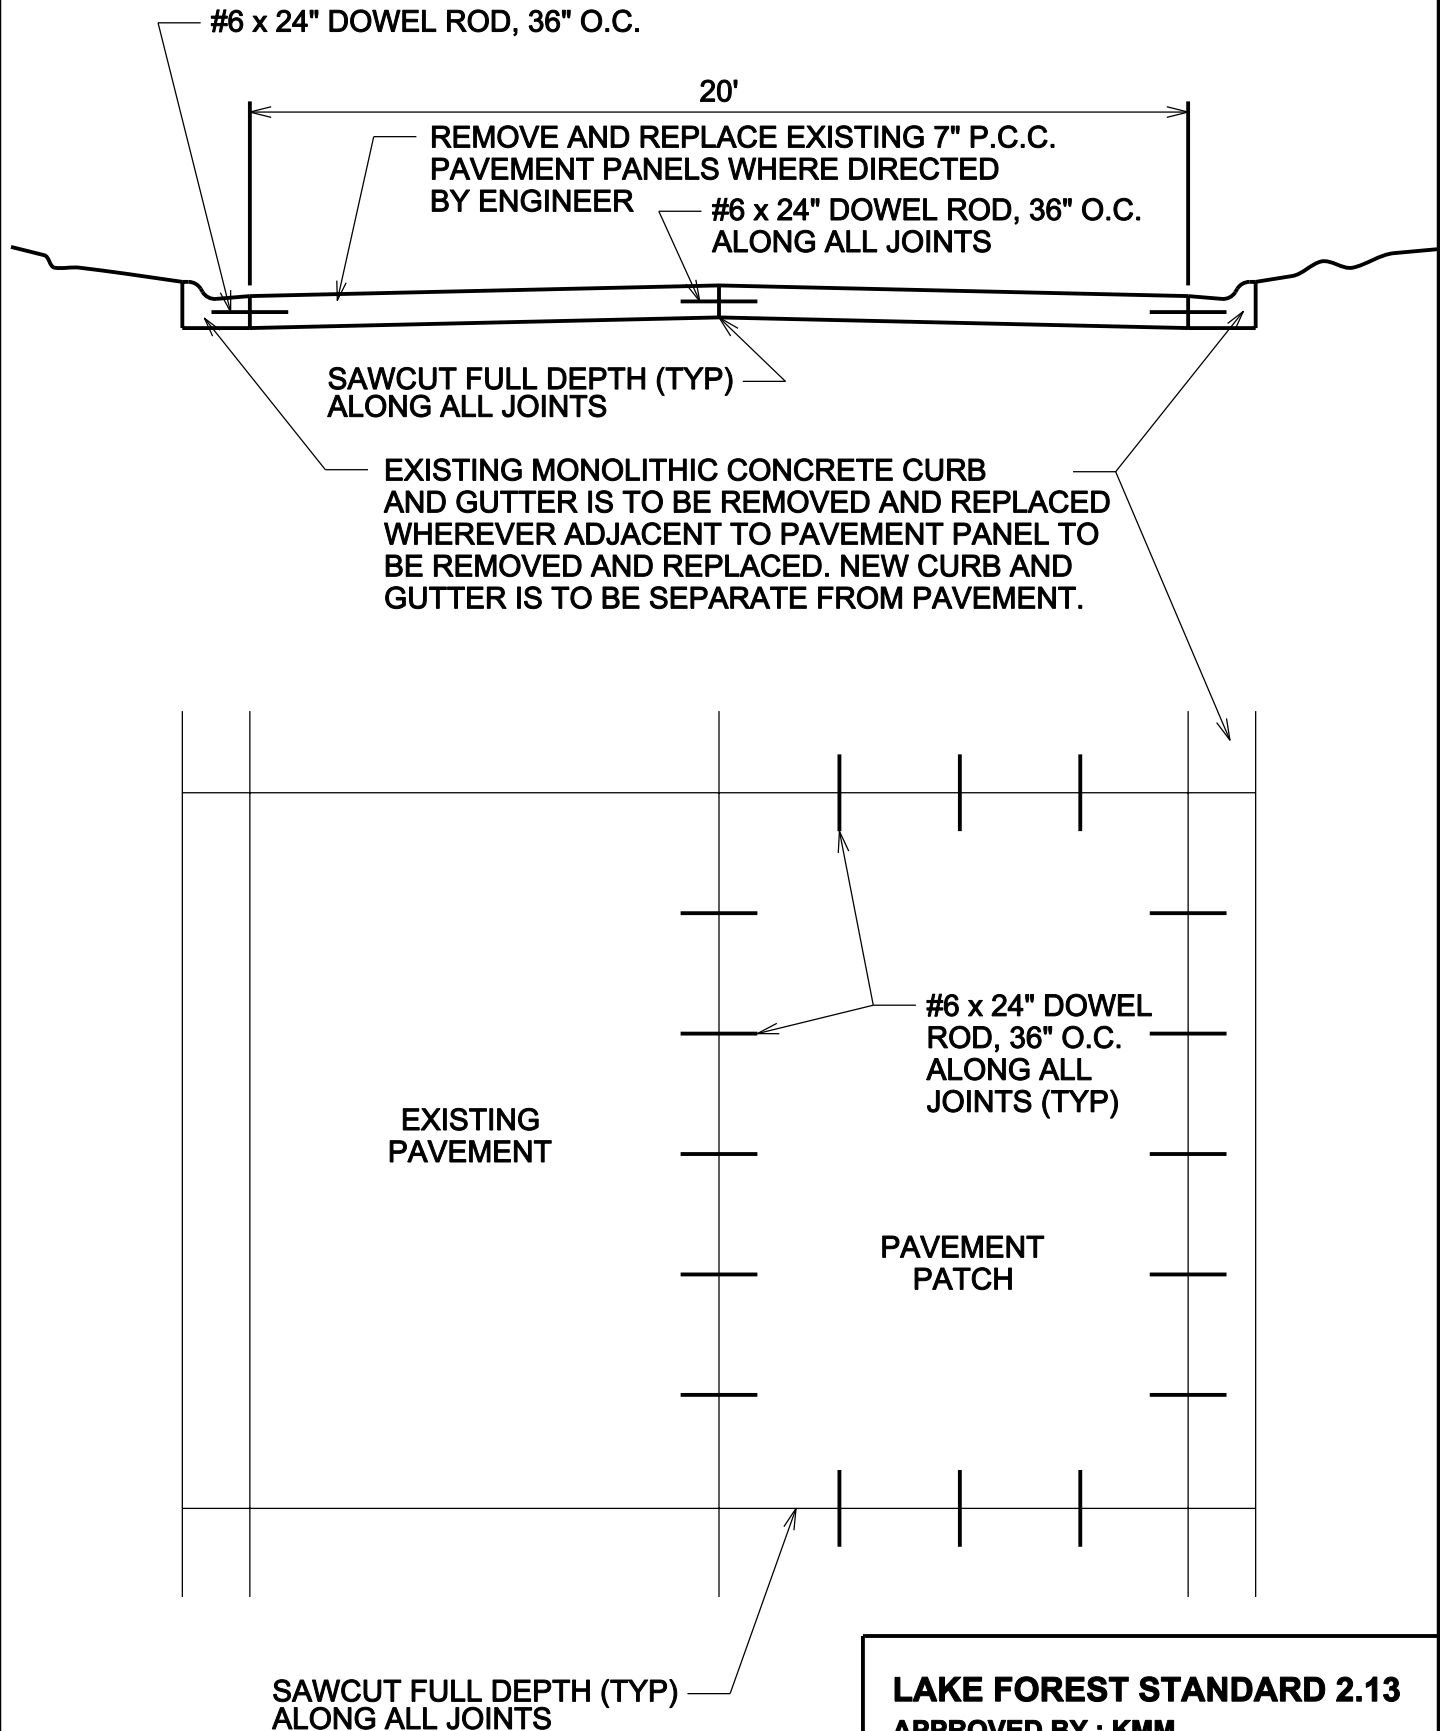 #6 x 24" DOWEL ROD, 36" O.C.
20'
REMOVE AND REPLACE EXISTING 7" P.C.C.
PAVEMENT PANELS WHERE DIRECTED
BY ENGINEER
#6 x 24" DOWEL ROD, 36" O.C.
ALONG ALL JOINTS
SAWCUT FULL DEPTH (TYP)
ALONG ALL JOINTS
EXISTING MONOLITHIC CONCRETE CURB
AND GUTTER IS TO BE REMOVED AND REPLACED
WHEREVER ADJACENT TO PAVEMENT PANEL TO
BE REMOVED AND REPLACED. NEW CURB AND
GUTTER IS TO BE SEPARATE FROM PAVEMENT.
#6 x 24" DOWEL
ROD, 36" O.C.
ALONG ALL
JOINTS (TYP)
EXISTING
PAVEMENT
PAVEMENT
PATCH
SAWCUT FULL DEPTH (TYP)
ALONG ALL JOINTS
LAKE FOREST STANDARD 2.13
APPROVED BY : KMM